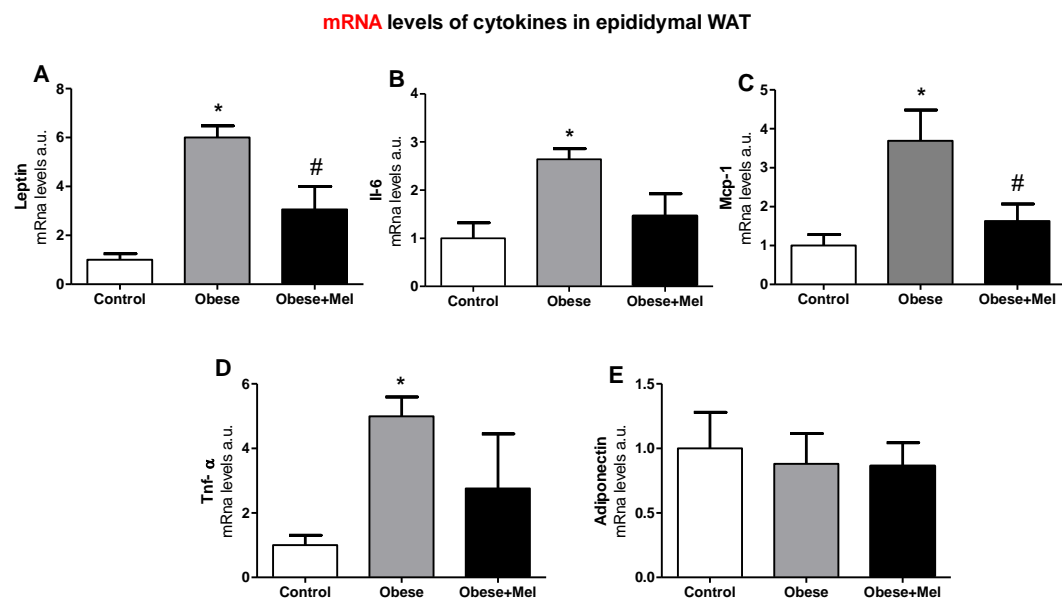 mRNA levels of cytokines in epididymal WAT
A
Leptin
mRna levels a.u.
8
6
4
2
0
*
#
Control Obese Obese+Mel
B
Il-6
mRna levels a.u.
4
3
2
1
0
*
Control Obese Obese+Mel
C
Mcp-1
mRna levels a.u.
5
4
3
2
1
0
*
#
Control Obese Obese+Mel
D
Tnf- α
mRna levels a.u.
6
4
2
0
*
Control Obese Obese+Mel
E
Adiponectin
mRna levels a.u.
1.5
1.0
0.5
0.0
Control Obese Obese+Mel